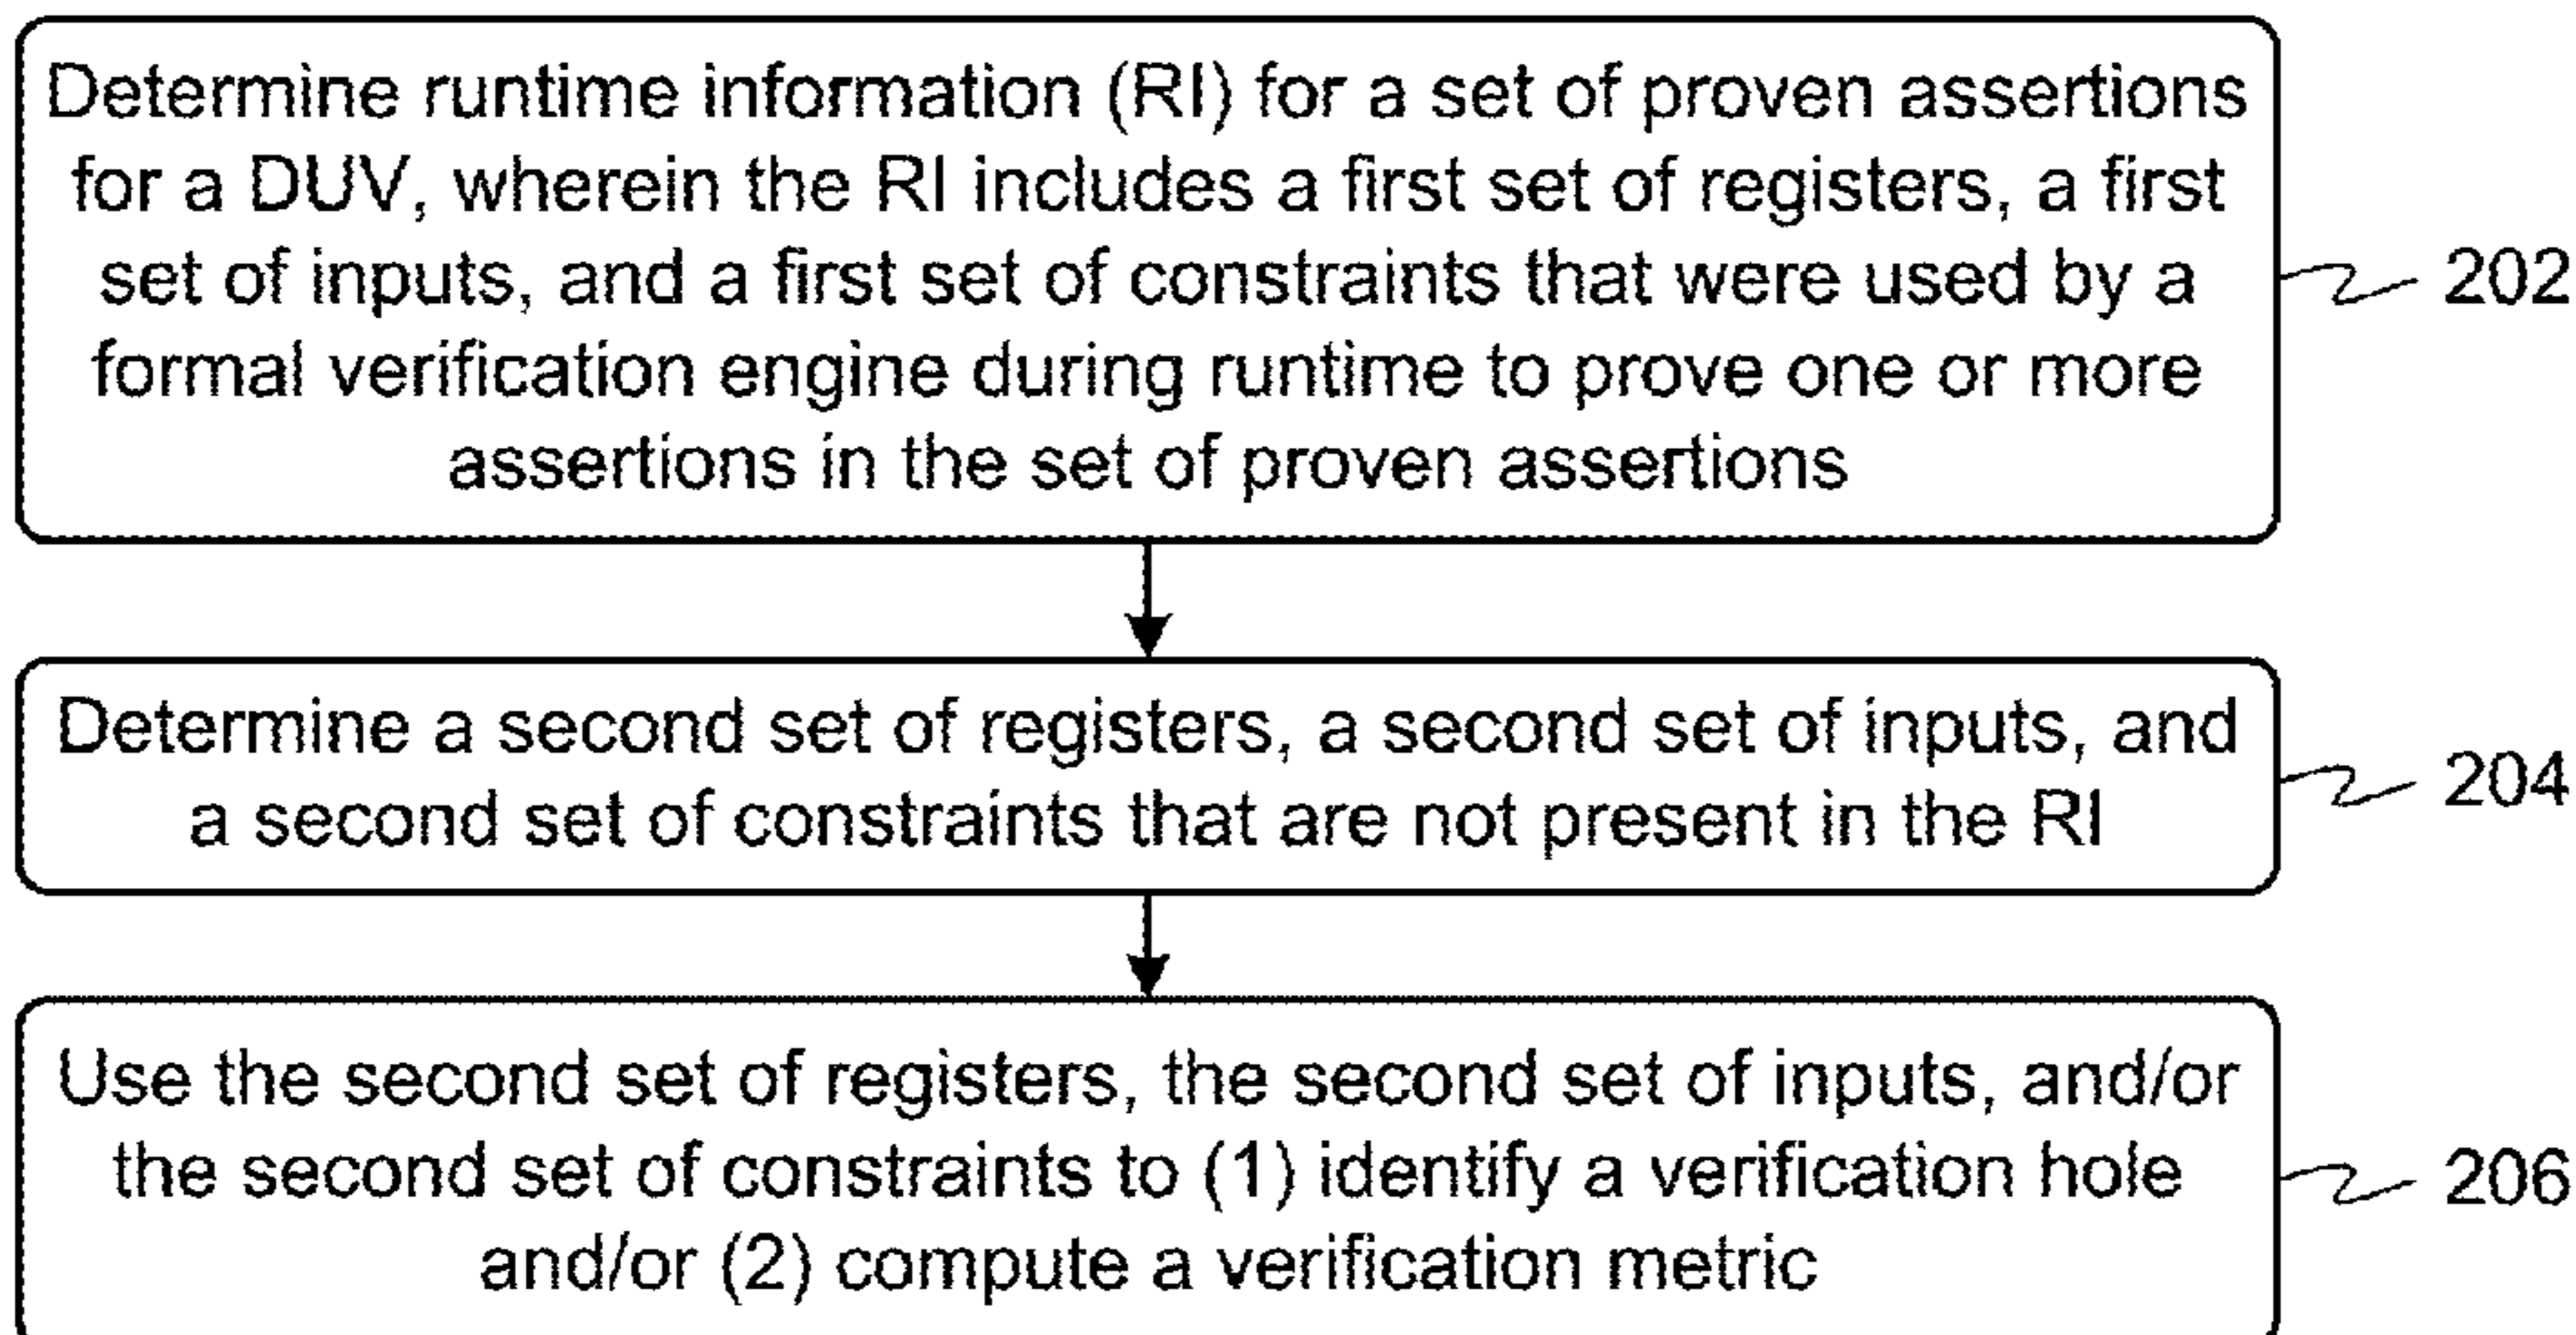 Determine runtime information (RI) for a set of proven assertions
for a DUV, wherein the RI includes a first set of registers, a first
set of inputs, and a first set of constraints that were used by a
formal verification engine during runtime to prove one or more
assertions in the set of proven assertions
202
Determine a second set of registers, a second set of inputs, and
a second set of constraints that are not present in the RI
204
Use the second set of registers, the second set of inputs, and/or
the second set of constraints to (1) identify a verification hole
and/or (2) compute a verification metric
206